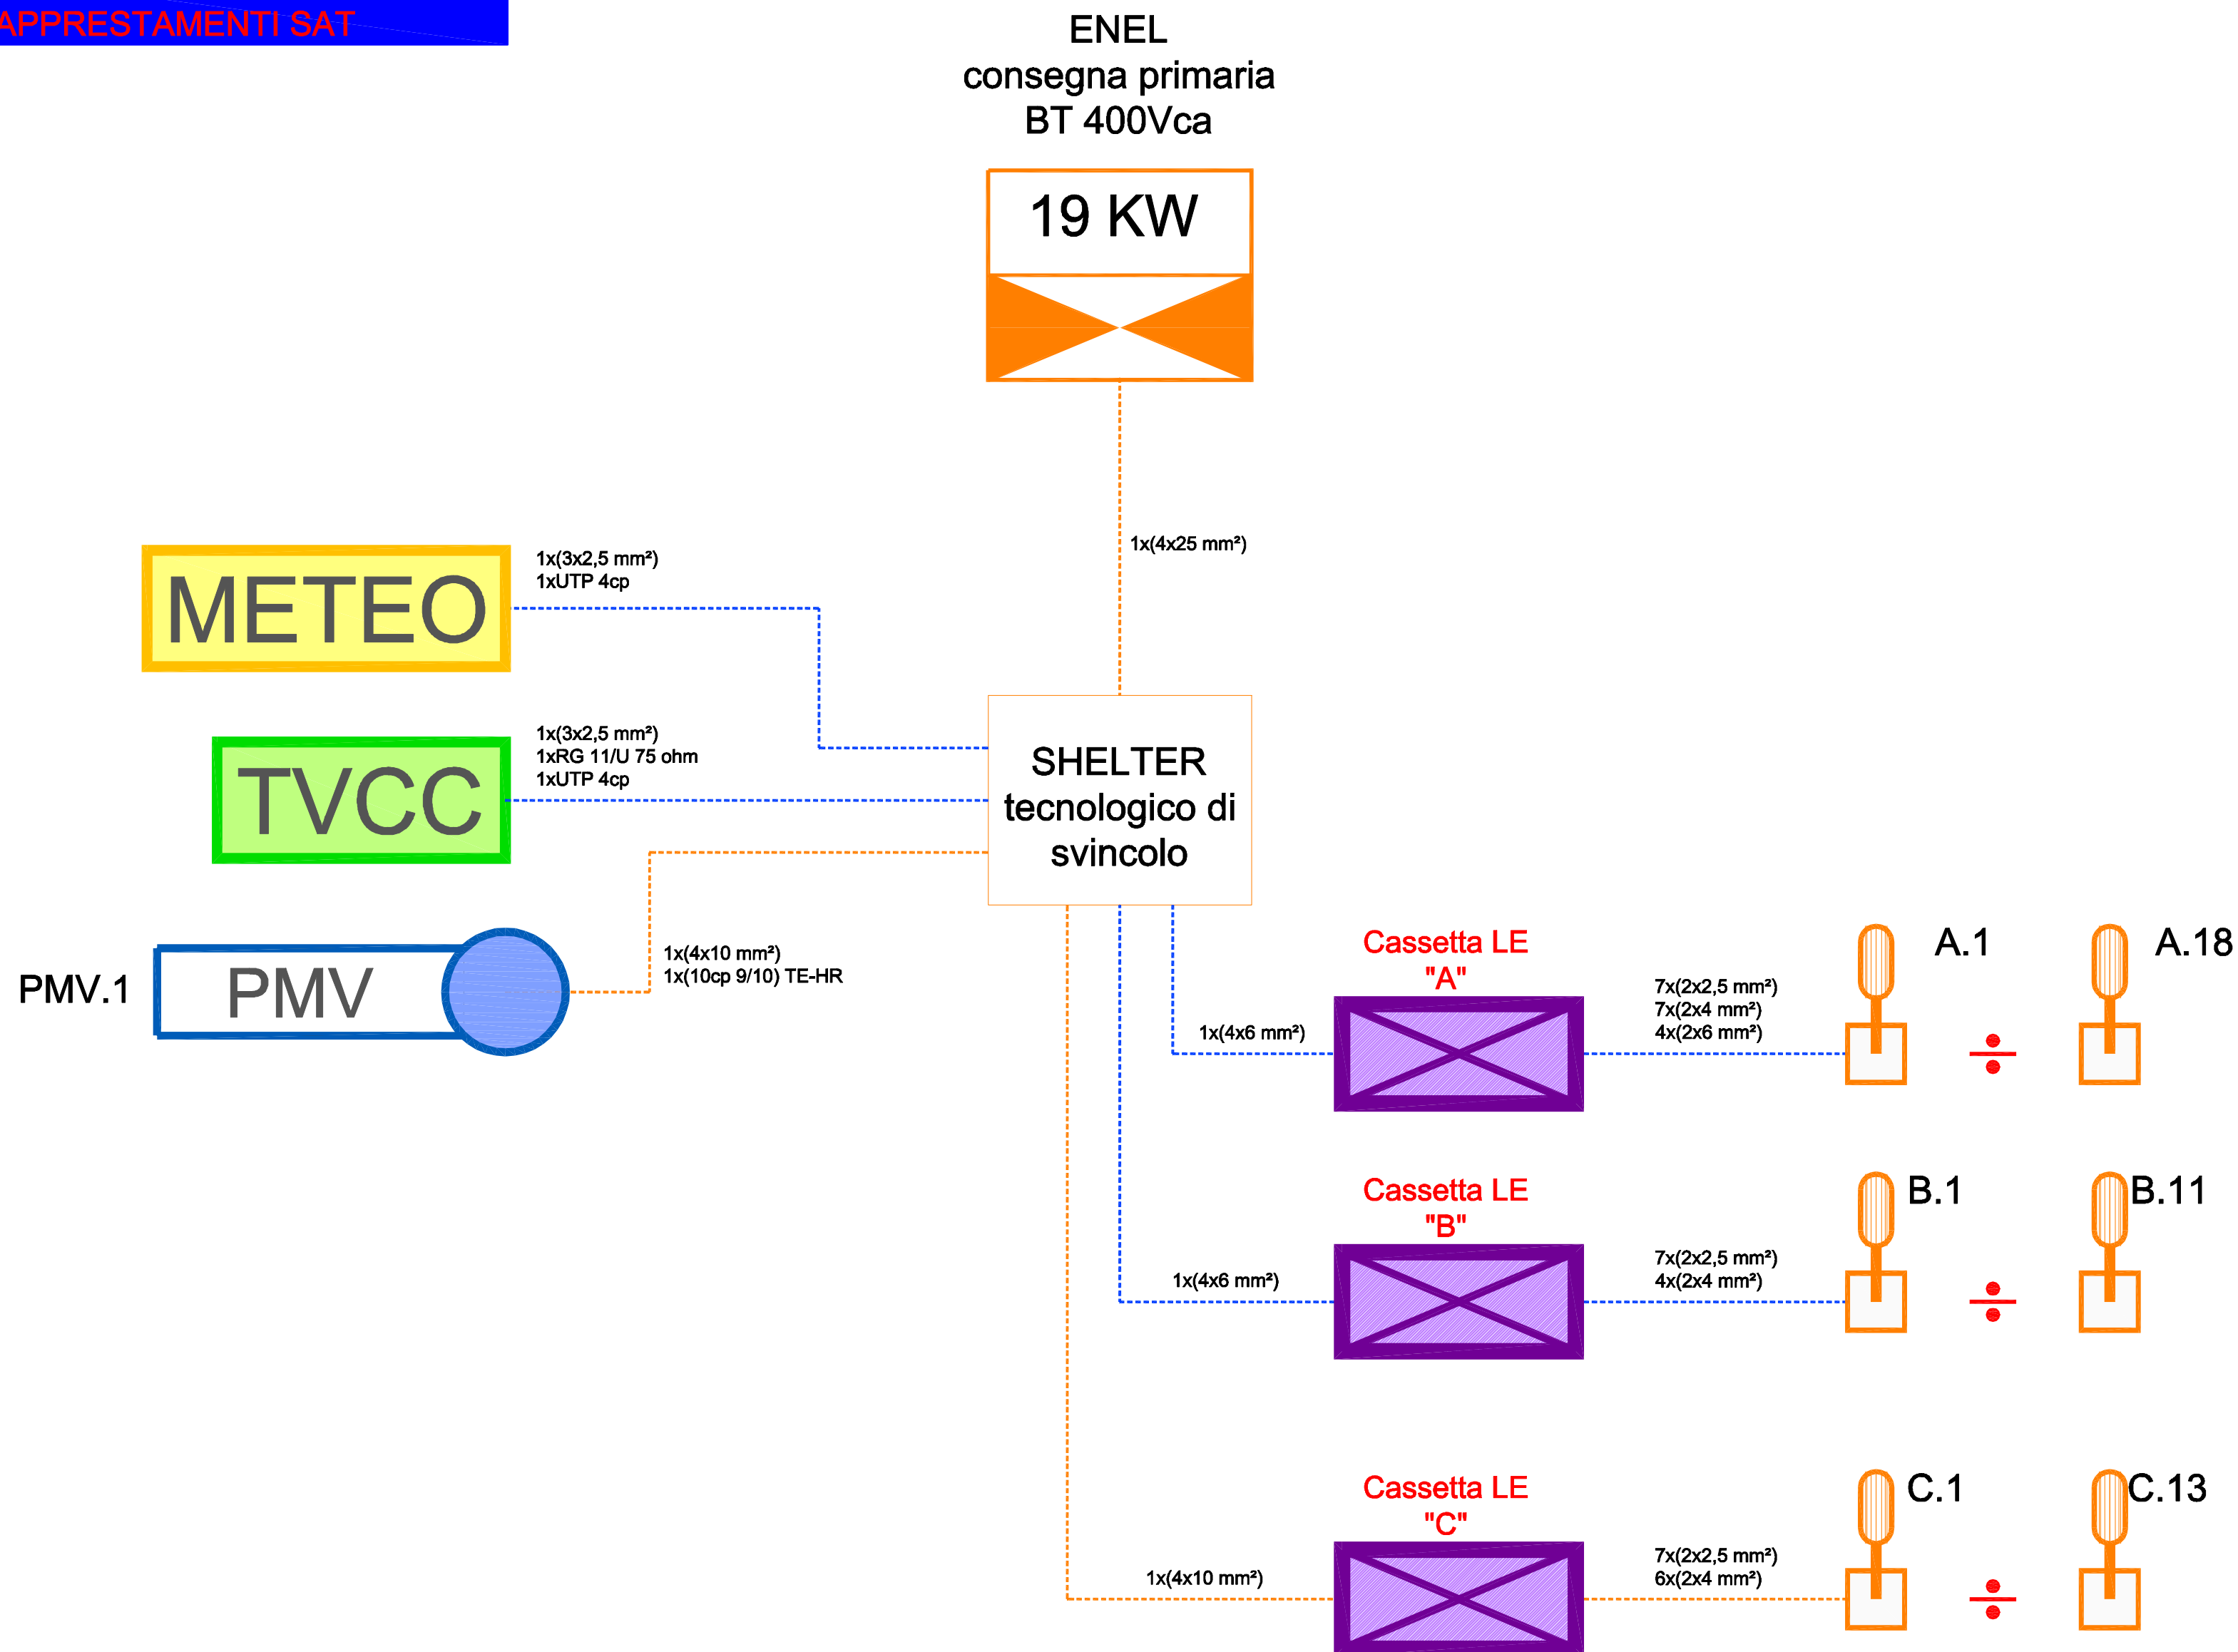 APPRESTAMENTI SAT
ENEL
consegna primaria
BT 400Vca
19 KW
1x(4x25 mm²)
METEO
1x(3x2,5 mm²)
1xUTP 4cp
TVCC
1x(3x2,5 mm²)
1xRG 11/U 75 ohm
1xUTP 4cp
SHELTER
tecnologico di
svincolo
PMV.1
PMV
1x(4x10 mm²)
1x(10cp 9/10) TE-HR
Cassetta LE
"A"
1x(4x6 mm²)
7x(2x2,5 mm²)
7x(2x4 mm²)
4x(2x6 mm²)
A.1
A.18
Cassetta LE
"B"
1x(4x6 mm²)
7x(2x2,5 mm²)
4x(2x4 mm²)
B.1
B.11
Cassetta LE
"C"
1x(4x10 mm²)
7x(2x2,5 mm²)
6x(2x4 mm²)
C.1
C.13